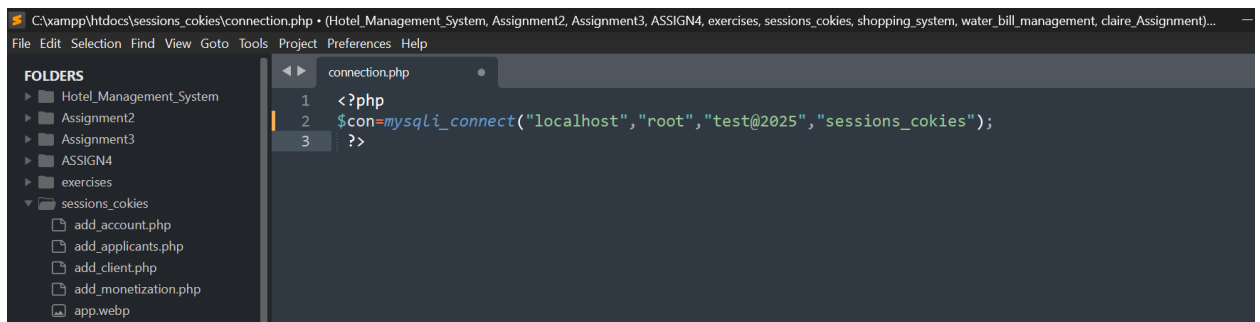 C:\xampp\htdocs\sessions_cokies\connection.php • (Hotel_Management_System, Assignment2, Assignment3, ASSIGN4, exercises, sessions_cokies, shopping_system, water_bill_management, claire_Assignment)...
File Edit Selection Find View Goto Tools Project Preferences Help
FOLDERS
Hotel_Management_System
Assignment2
Assignment3
ASSIGN4
exercises
sessions_cokies
add_account.php
add_applicants.php
add_client.php
add_monetization.php
app.webp
connection.php
1 <?php
2 $con=mysqli_connect("localhost","root","test@2025","sessions_cokies");
3 ?>